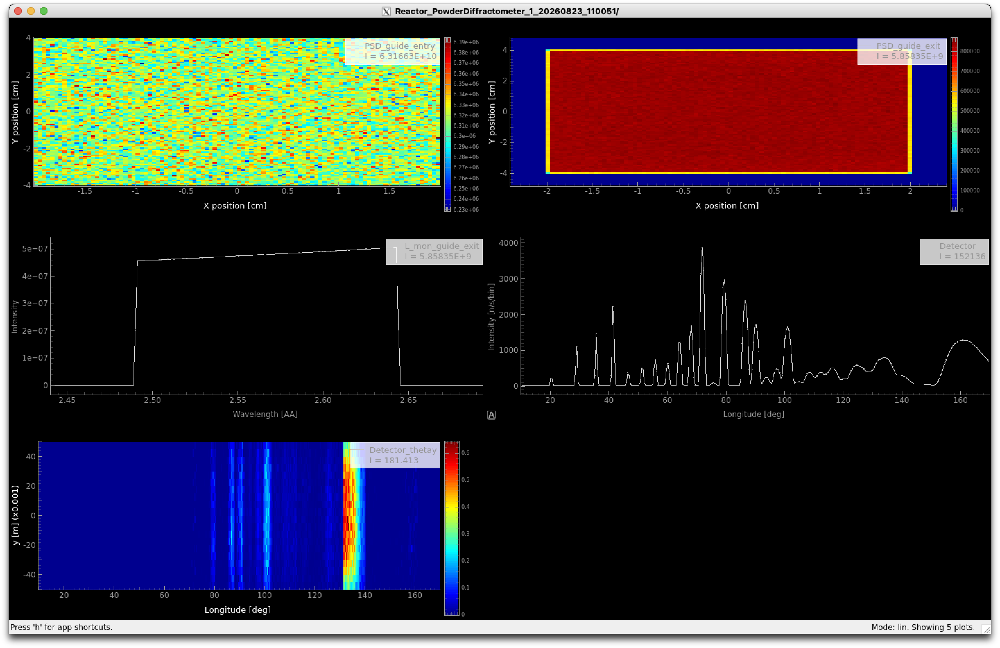 Reactor_PowderDiffractometer_1_20260823_110051/
PSD_guide_entry
I = 6.31663E+10
4
2
0
-2
-4
Y position [cm]
-1.5
-1
-0.5
0
0.5
1
1.5
X position [cm]
6.39e+06
6.38e+06
6.37e+06
6.36e+06
6.35e+06
6.34e+06
6.33e+06
6.32e+06
6.31e+06
6.3e+06
6.29e+06
6.28e+06
6.27e+06
6.26e+06
6.25e+06
6.24e+06
6.23e+06
PSD_guide_exit
I = 5.85835E+9
4
2
0
-2
-4
Y position [cm]
-2
-1.5
-1
-0.5
0
0.5
1
1.5
2
X position [cm]
800000
700000
600000
500000
400000
300000
200000
100000
0
L_mon_guide_exit
I = 5.85835E+9
5e+07
4e+07
3e+07
2e+07
1e+07
0
Intensity
2.45
2.50
2.55
2.60
2.65
Wavelength [AA]
A
Detector
I = 152136
4000
3000
2000
1000
0
Intensity [n/s/bin]
20
40
60
80
100
120
140
160
Longitude [deg]
Detector_thetay
I = 181.413
40
20
0
-20
-40
y [m] (x0.001)
20
40
60
80
100
120
140
160
Longitude [deg]
0.6
0.5
0.4
0.3
0.2
0.1
0
Press 'h' for app shortcuts.
Mode: lin. Showing 5 plots.